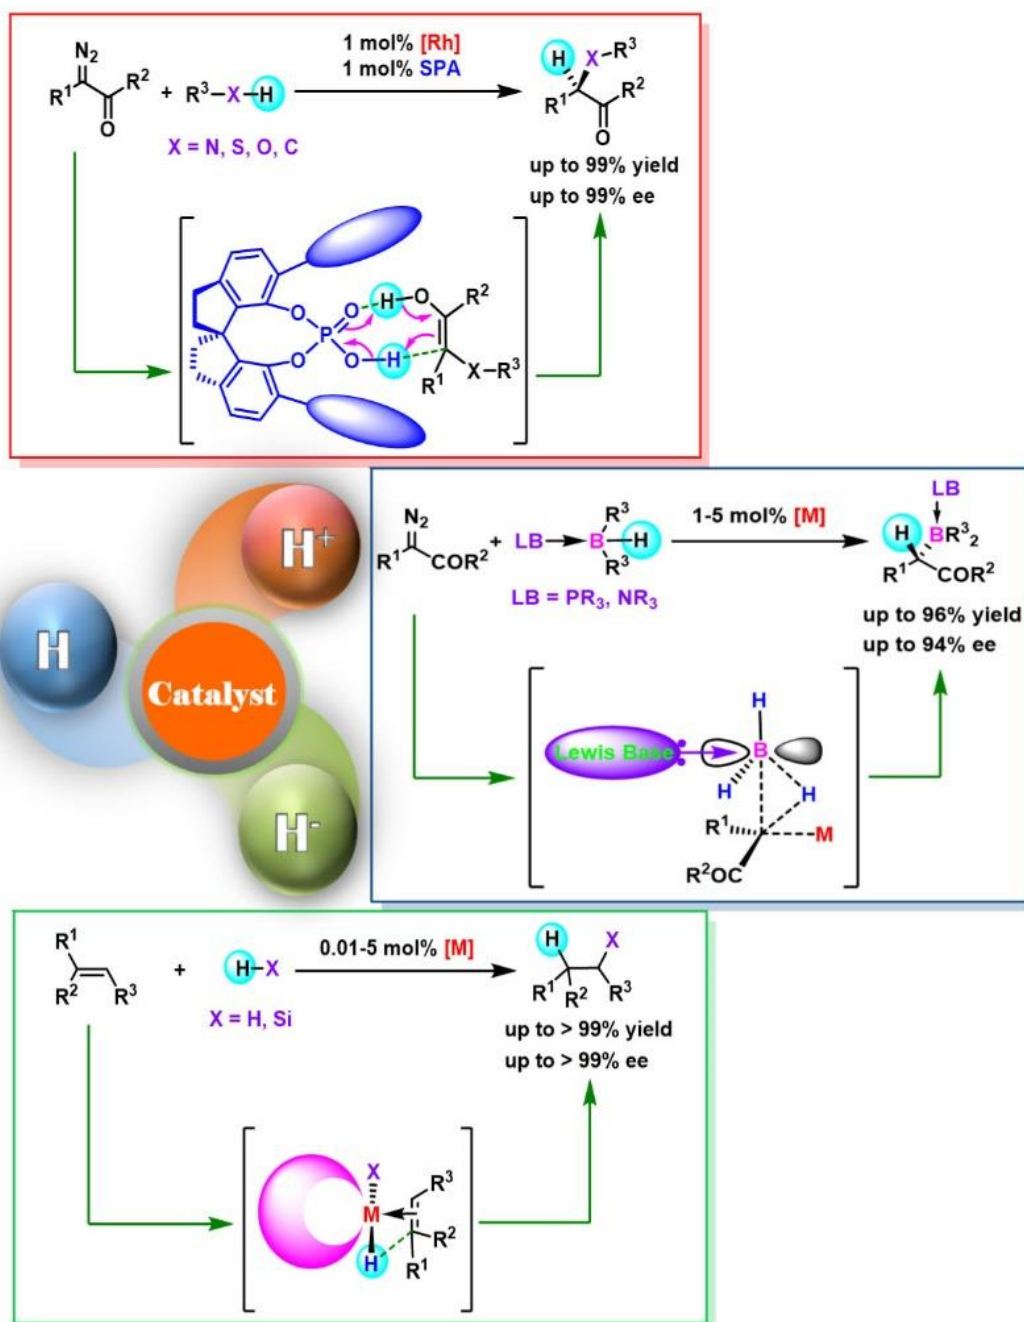 N₂
R¹
R²
O
+
R³–X–H
X = N, S, O, C
1 mol% [Rh]
1 mol% SPA
H
X–R³
R¹
R²
O
up to 99% yield
up to 99% ee
O
P
O
O
H–O
R²
O–H
R¹
X–R³
H⁺
H
Catalyst
H⁻
N₂
R¹
COR²
+
LB
R³
B–H
R³
LB = PR₃, NR₃
1-5 mol% [M]
LB
H
BR³₂
R¹
COR²
up to 96% yield
up to 94% ee
H
Lewis Base
B
H
H
R¹
M
R²OC
R¹
R²
R³
+
H–X
X = H, Si
0.01-5 mol% [M]
H
X
R¹
R²
R³
up to > 99% yield
up to > 99% ee
X
R³
M
R²
H
R¹